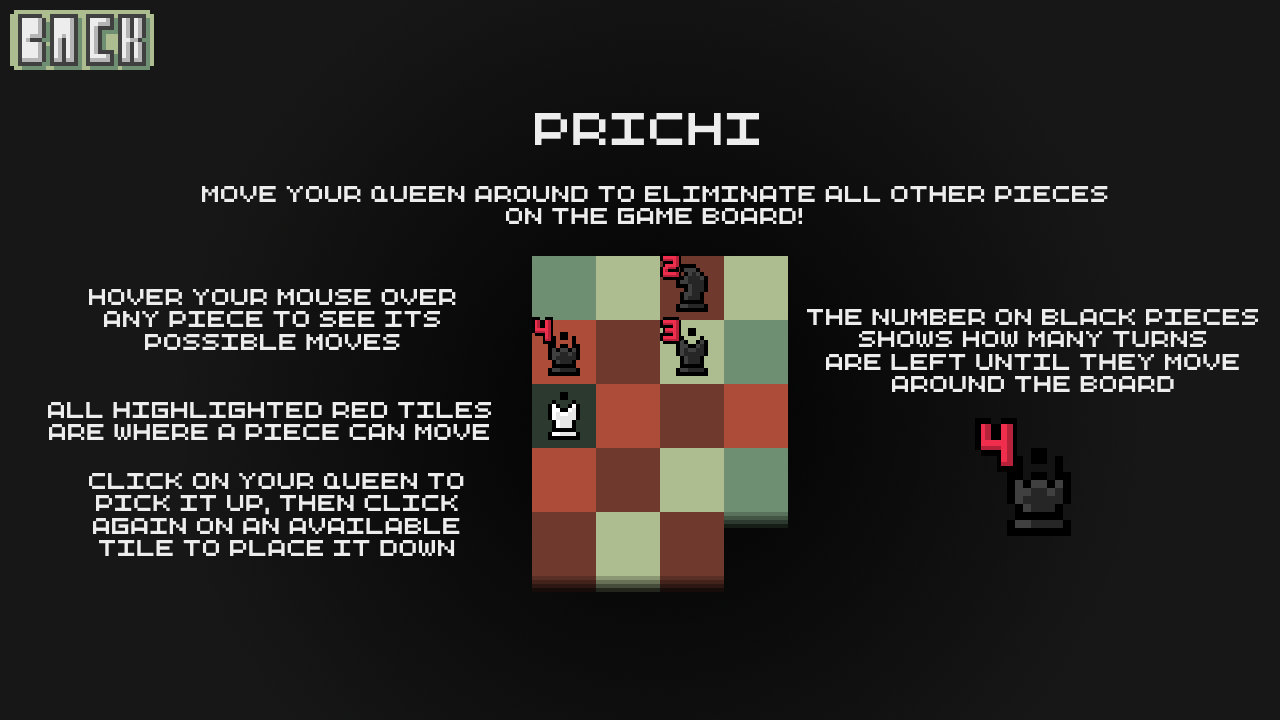 BACK
PRICHI
MOVE YOUR QUEEN AROUND TO ELIMINATE ALL OTHER PIECES
ON THE GAME BOARD!
HOVER YOUR MOUSE OVER
ANY PIECE TO SEE ITS
POSSIBLE MOVES
ALL HIGHLIGHTED RED TILES
ARE WHERE A PIECE CAN MOVE
CLICK ON YOUR QUEEN TO
PICK IT UP, THEN CLICK
AGAIN ON AN AVAILABLE
TILE TO PLACE IT DOWN
2
4
3
THE NUMBER ON BLACK PIECES
SHOWS HOW MANY TURNS
ARE LEFT UNTIL THEY MOVE
AROUND THE BOARD
4